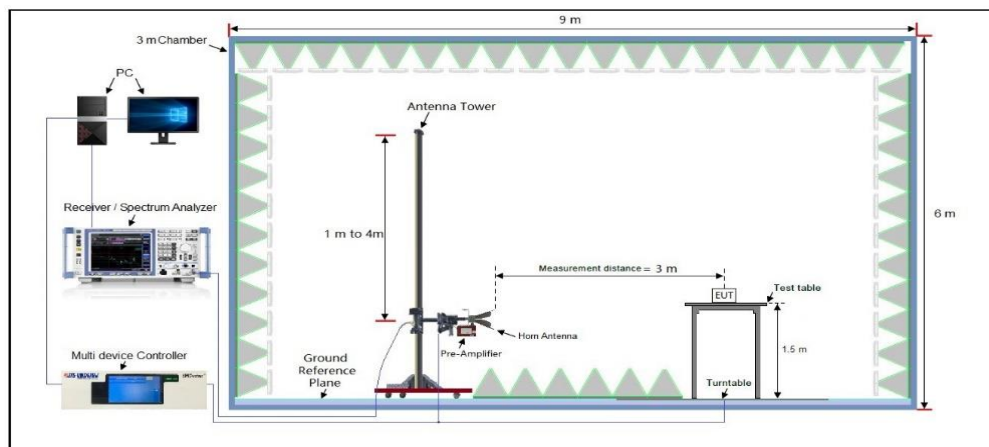 9 m
3 m Chamber
PC
Antenna Tower
Receiver / Spectrum Analyzer
1 m to 4m
6 m
Measurement distance = 3 m
EUT
Test table
Horn Antenna
Pre-Amplifier
1.5 m
Multi device Controller
Ground
Reference
Plane
Turntable